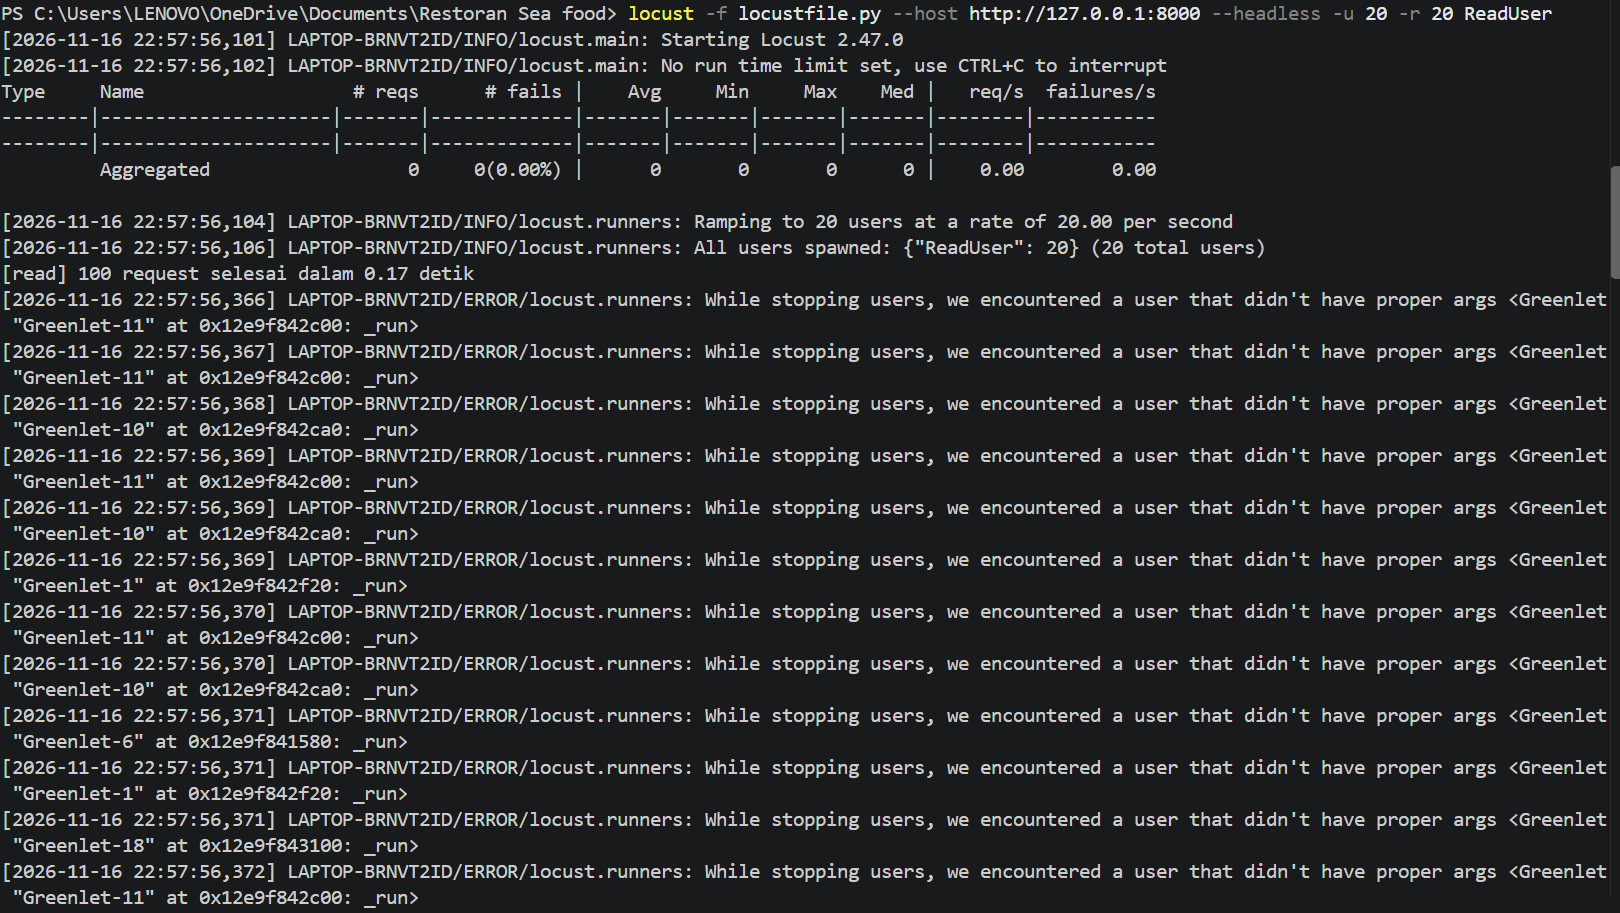 PS C:\Users\LENOVO\OneDrive\Documents\Restoran Sea food> locust -f locustfile.py --host http://127.0.0.1:8000 --headless -u 20 -r 20 ReadUser
[2026-11-16 22:57:56,101] LAPTOP-BRNVT2ID/INFO/locust.main: Starting Locust 2.47.0
[2026-11-16 22:57:56,102] LAPTOP-BRNVT2ID/INFO/locust.main: No run time limit set, use CTRL+C to interrupt
Type     Name                   # reqs      # fails |    Avg     Min     Max    Med |   req/s  failures/s
--------|---------------------|-------|-------------|-------|-------|-------|-------|--------|-----------
--------|---------------------|-------|-------------|-------|-------|-------|-------|--------|-----------
         Aggregated                  0     0(0.00%) |      0       0       0      0 |    0.00        0.00
[2026-11-16 22:57:56,104] LAPTOP-BRNVT2ID/INFO/locust.runners: Ramping to 20 users at a rate of 20.00 per second
[2026-11-16 22:57:56,106] LAPTOP-BRNVT2ID/INFO/locust.runners: All users spawned: {"ReadUser": 20} (20 total users)
[read] 100 request selesai dalam 0.17 detik
[2026-11-16 22:57:56,366] LAPTOP-BRNVT2ID/ERROR/locust.runners: While stopping users, we encountered a user that didn't have proper args <Greenlet
 "Greenlet-11" at 0x12e9f842c00: _run>
[2026-11-16 22:57:56,367] LAPTOP-BRNVT2ID/ERROR/locust.runners: While stopping users, we encountered a user that didn't have proper args <Greenlet
 "Greenlet-11" at 0x12e9f842c00: _run>
[2026-11-16 22:57:56,368] LAPTOP-BRNVT2ID/ERROR/locust.runners: While stopping users, we encountered a user that didn't have proper args <Greenlet
 "Greenlet-10" at 0x12e9f842ca0: _run>
[2026-11-16 22:57:56,369] LAPTOP-BRNVT2ID/ERROR/locust.runners: While stopping users, we encountered a user that didn't have proper args <Greenlet
 "Greenlet-11" at 0x12e9f842c00: _run>
[2026-11-16 22:57:56,369] LAPTOP-BRNVT2ID/ERROR/locust.runners: While stopping users, we encountered a user that didn't have proper args <Greenlet
 "Greenlet-10" at 0x12e9f842ca0: _run>
[2026-11-16 22:57:56,369] LAPTOP-BRNVT2ID/ERROR/locust.runners: While stopping users, we encountered a user that didn't have proper args <Greenlet
 "Greenlet-1" at 0x12e9f842f20: _run>
[2026-11-16 22:57:56,370] LAPTOP-BRNVT2ID/ERROR/locust.runners: While stopping users, we encountered a user that didn't have proper args <Greenlet
 "Greenlet-11" at 0x12e9f842c00: _run>
[2026-11-16 22:57:56,370] LAPTOP-BRNVT2ID/ERROR/locust.runners: While stopping users, we encountered a user that didn't have proper args <Greenlet
 "Greenlet-10" at 0x12e9f842ca0: _run>
[2026-11-16 22:57:56,371] LAPTOP-BRNVT2ID/ERROR/locust.runners: While stopping users, we encountered a user that didn't have proper args <Greenlet
 "Greenlet-6" at 0x12e9f841580: _run>
[2026-11-16 22:57:56,371] LAPTOP-BRNVT2ID/ERROR/locust.runners: While stopping users, we encountered a user that didn't have proper args <Greenlet
 "Greenlet-1" at 0x12e9f842f20: _run>
[2026-11-16 22:57:56,371] LAPTOP-BRNVT2ID/ERROR/locust.runners: While stopping users, we encountered a user that didn't have proper args <Greenlet
 "Greenlet-18" at 0x12e9f843100: _run>
[2026-11-16 22:57:56,372] LAPTOP-BRNVT2ID/ERROR/locust.runners: While stopping users, we encountered a user that didn't have proper args <Greenlet
 "Greenlet-11" at 0x12e9f842c00: _run>